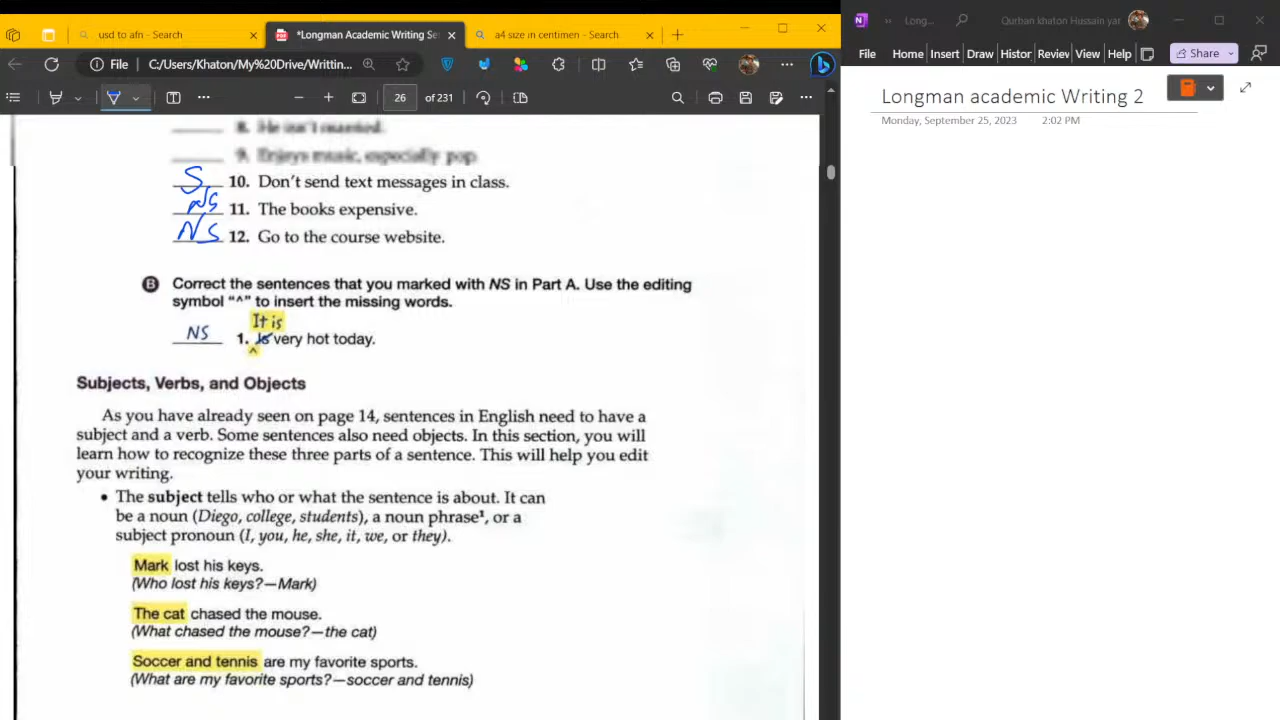 usd to afn - Search
*Longman Academic Writing Se
a4 size in centimen - Search
Long...
Qurban khuton Hussain yar
File
C:/Users/Khaton/My%20Drive/Writtin...
File Home Insert Draw Histor Review View Help
Share
26 of 231
Longman academic Writing 2
Monday, September 25, 2023 2:02 PM
8. He isn't married.
9. Enjoys music, especially pop.
S 10. Don't send text messages in class.
NS 11. The books expensive.
NS 12. Go to the course website.
B Correct the sentences that you marked with NS in Part A. Use the editing
symbol "^" to insert the missing words.
It is
NS 1. Is very hot today.
^
Subjects, Verbs, and Objects
As you have already seen on page 14, sentences in English need to have a
subject and a verb. Some sentences also need objects. In this section, you will
learn how to recognize these three parts of a sentence. This will help you edit
your writing.
• The subject tells who or what the sentence is about. It can
be a noun (Diego, college, students), a noun phrase¹, or a
subject pronoun (I, you, he, she, it, we, or they).
Mark lost his keys.
(Who lost his keys?—Mark)
The cat chased the mouse.
(What chased the mouse?—the cat)
Soccer and tennis are my favorite sports.
(What are my favorite sports?—soccer and tennis)